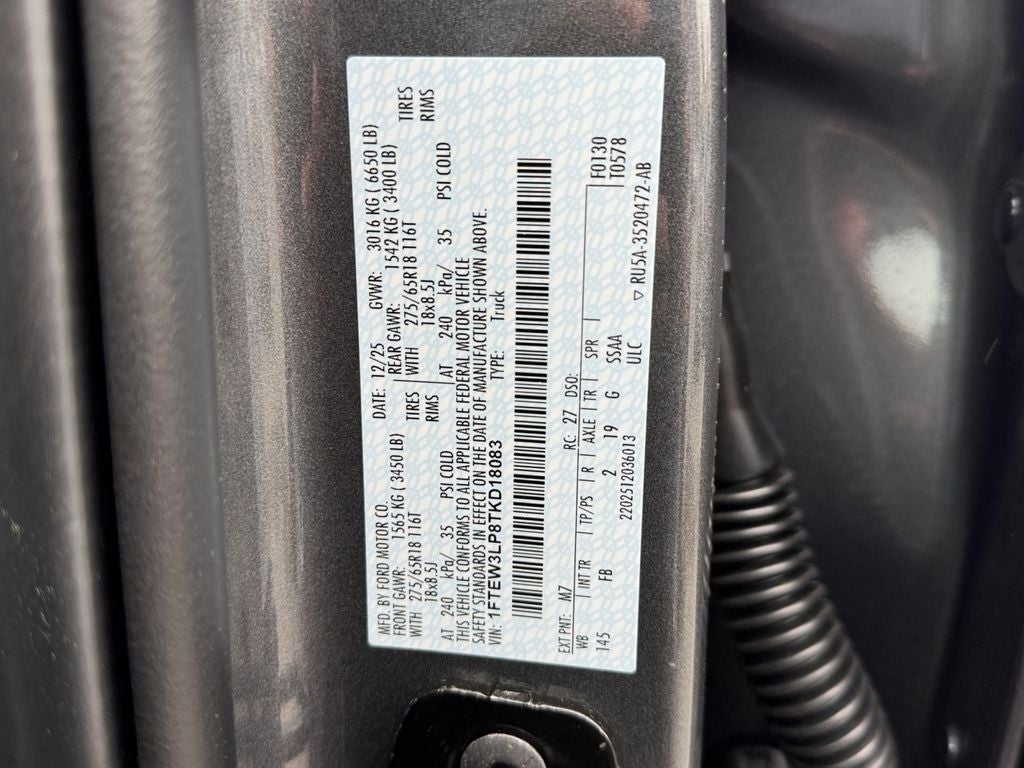 MFD. BY FORD MOTOR CO. DATE: 12/25 GVWR: 3016 KG ( 6650 LB)
FRONT GAWR: 1565 KG ( 3450 LB) REAR GAWR: 1542 KG ( 3400 LB)
WITH 275/65R18 116T TIRES WITH 275/65R18 116T TIRES
18x8.5J RIMS 18x8.5J RIMS
AT 240 kPa/ 35 PSI COLD AT 240 kPa/ 35 PSI COLD
THIS VEHICLE CONFORMS TO ALL APPLICABLE FEDERAL MOTOR VEHICLE
SAFETY STANDARDS IN EFFECT ON THE DATE OF MANUFACTURE SHOWN ABOVE.
VIN: 1FTEW3LP8TKD18083 TYPE: Truck
EXT PNT: M7 RC: 27 DSO:
WB INT TR TP/PS R AXLE TR SPR F0130
145 FB 2 19 G SSAA T0578
2202512036013 ULC
▽ RU5A-3520472-AB